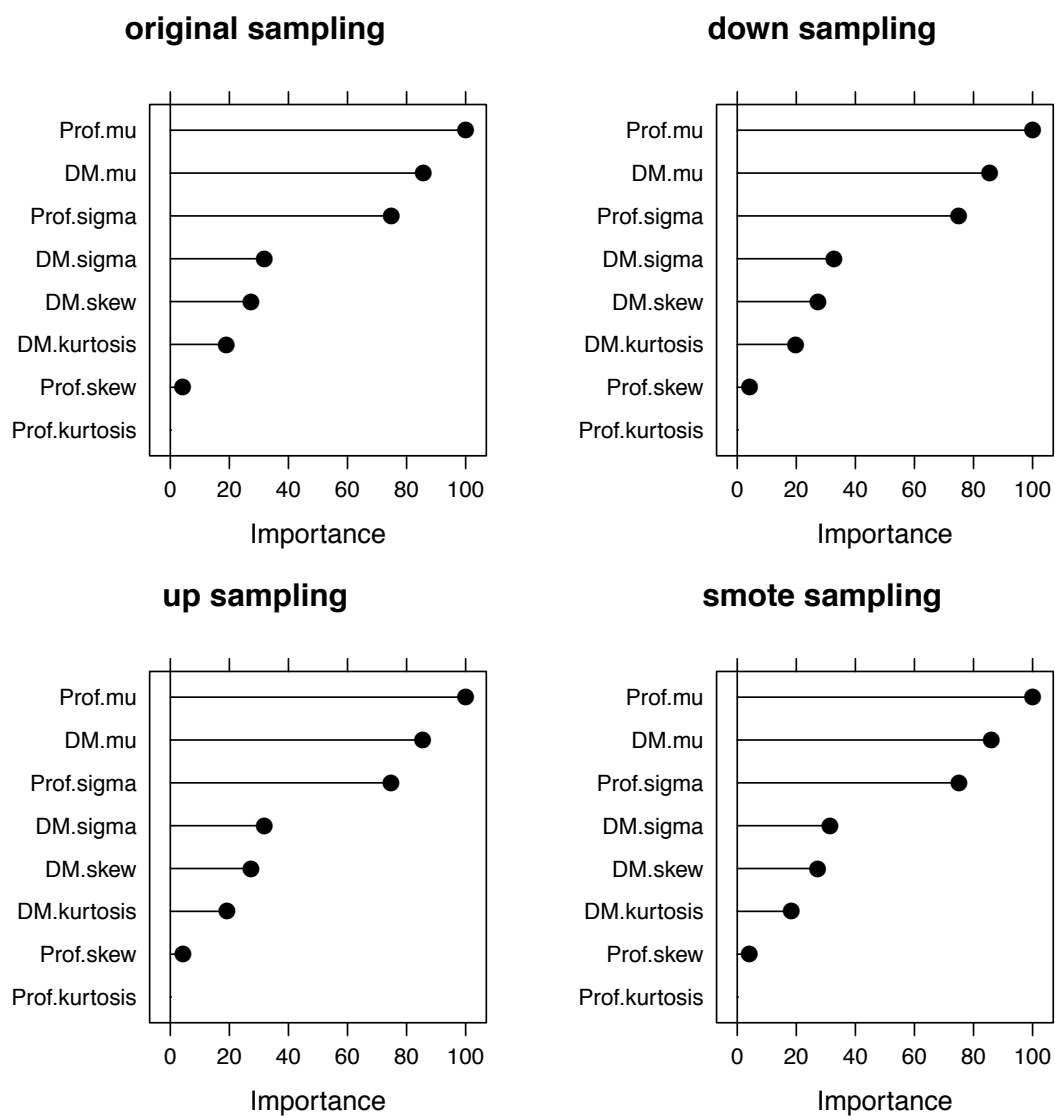 original sampling
Prof.mu
DM.mu
Prof.sigma
DM.sigma
DM.skew
DM.kurtosis
Prof.skew
Prof.kurtosis
0 20 40 60 80 100
Importance
down sampling
Prof.mu
DM.mu
Prof.sigma
DM.sigma
DM.skew
DM.kurtosis
Prof.skew
Prof.kurtosis
0 20 40 60 80 100
Importance
up sampling
Prof.mu
DM.mu
Prof.sigma
DM.sigma
DM.skew
DM.kurtosis
Prof.skew
Prof.kurtosis
0 20 40 60 80 100
Importance
smote sampling
Prof.mu
DM.mu
Prof.sigma
DM.sigma
DM.skew
DM.kurtosis
Prof.skew
Prof.kurtosis
0 20 40 60 80 100
Importance